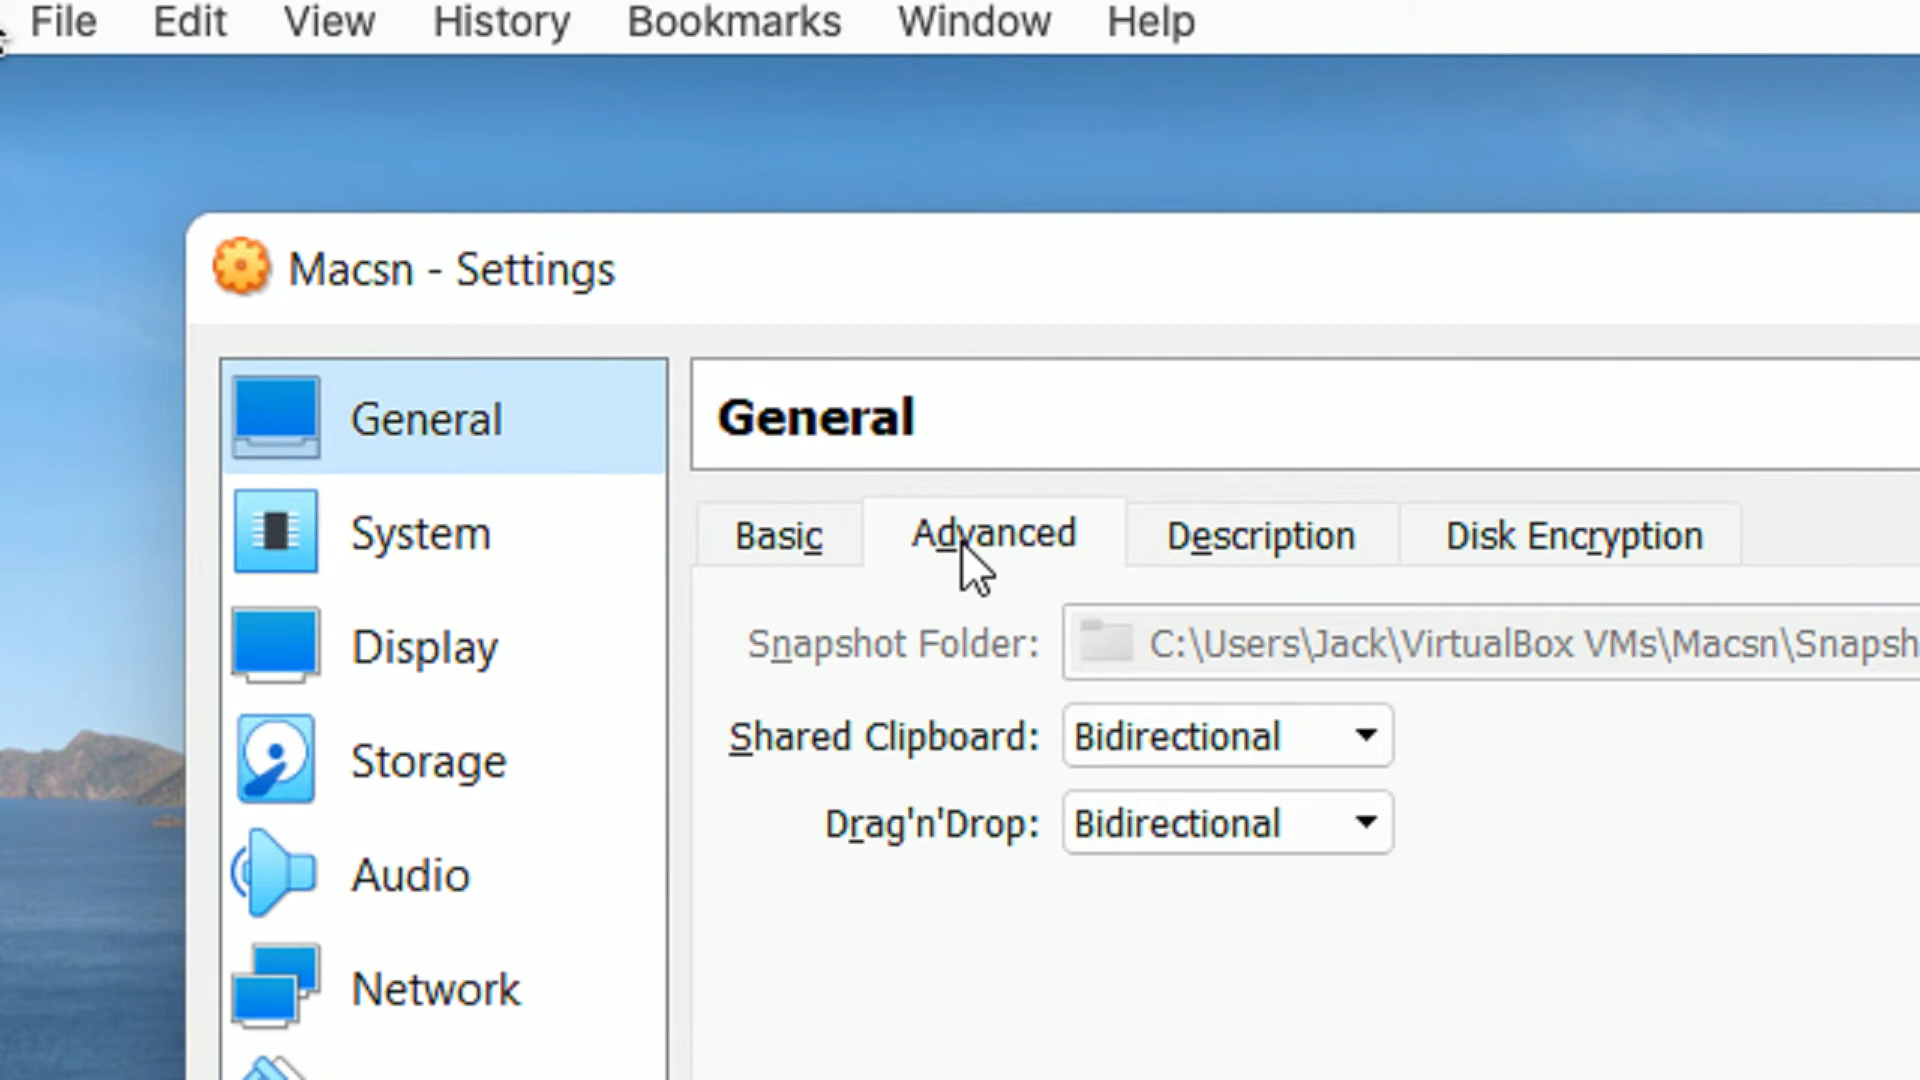 File Edit View History Bookmarks Window Help
Macsn - Settings
General
System
Display
Storage
Audio
Network
General
Basic Advanced Description Disk Encryption
Snapshot Folder: C:\Users\Jack\VirtualBox VMs\Macsn\Snapsh
Shared Clipboard: Bidirectional
Drag'n'Drop: Bidirectional